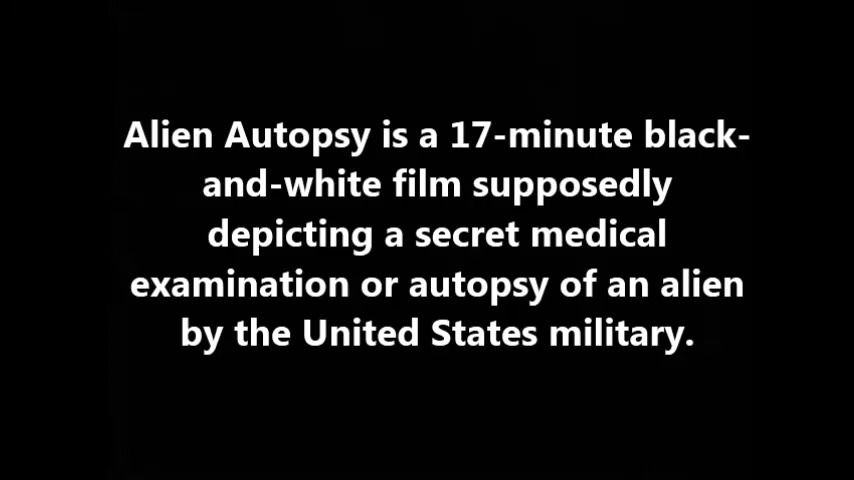 Alien Autopsy is a 17-minute black-
and-white film supposedly
depicting a secret medical
examination or autopsy of an alien
by the United States military.